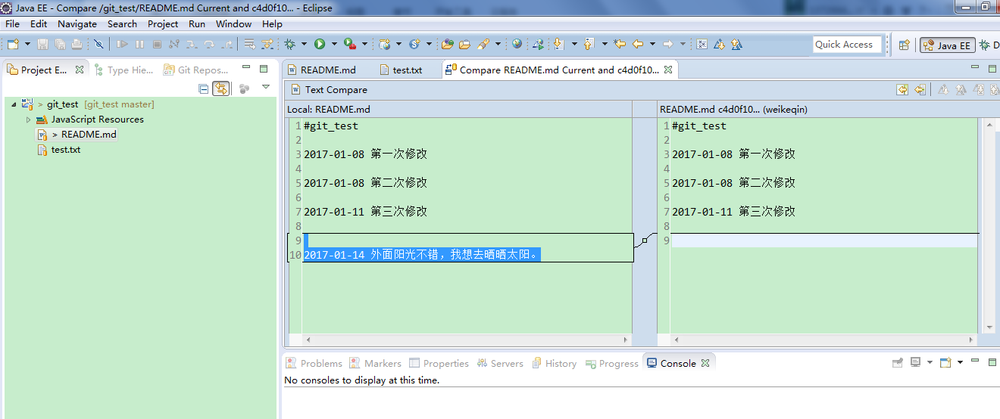 Java EE - Compare /git_test/README.md Current and c4d0f10... - Eclipse
File Edit Navigate Search Project Run Window Help
Quick Access
Java EE
D
Project E...
Type Hie...
Git Repos...
> git_test [git_test master]
JavaScript Resources
> README.md
test.txt
README.md
test.txt
Compare README.md Current and c4d0f10...
Text Compare
Local: README.md
1 #git_test
2
3 2017-01-08 第一次修改
4
5 2017-01-08 第二次修改
6
7 2017-01-11 第三次修改
8
9
10 2017-01-14 外面阳光不错，我想去晒晒太阳。
README.md c4d0f10... (weikeqin)
1 #git_test
2
3 2017-01-08 第一次修改
4
5 2017-01-08 第二次修改
6
7 2017-01-11 第三次修改
8
9
Problems
Markers
Properties
Servers
History
Progress
Console
No consoles to display at this time.